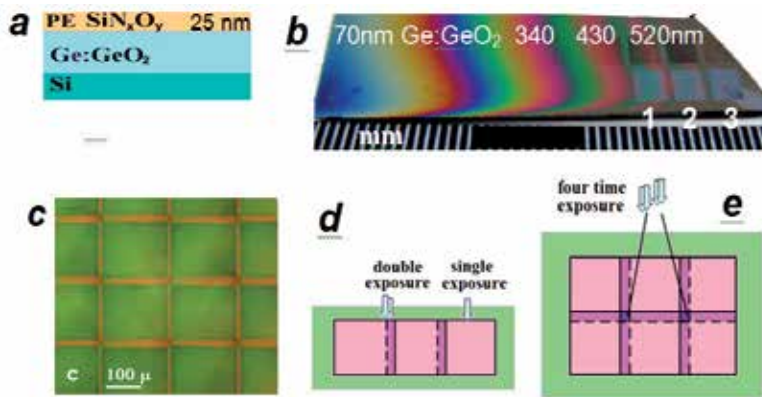 a
PE SiNxOy 25 nm
Ge:GeO2
Si
b
70nm Ge:GeO2 340 430 520nm
1 2 3
mm
c
c
100 μ
d
double exposure
single exposure
e
four time
exposure